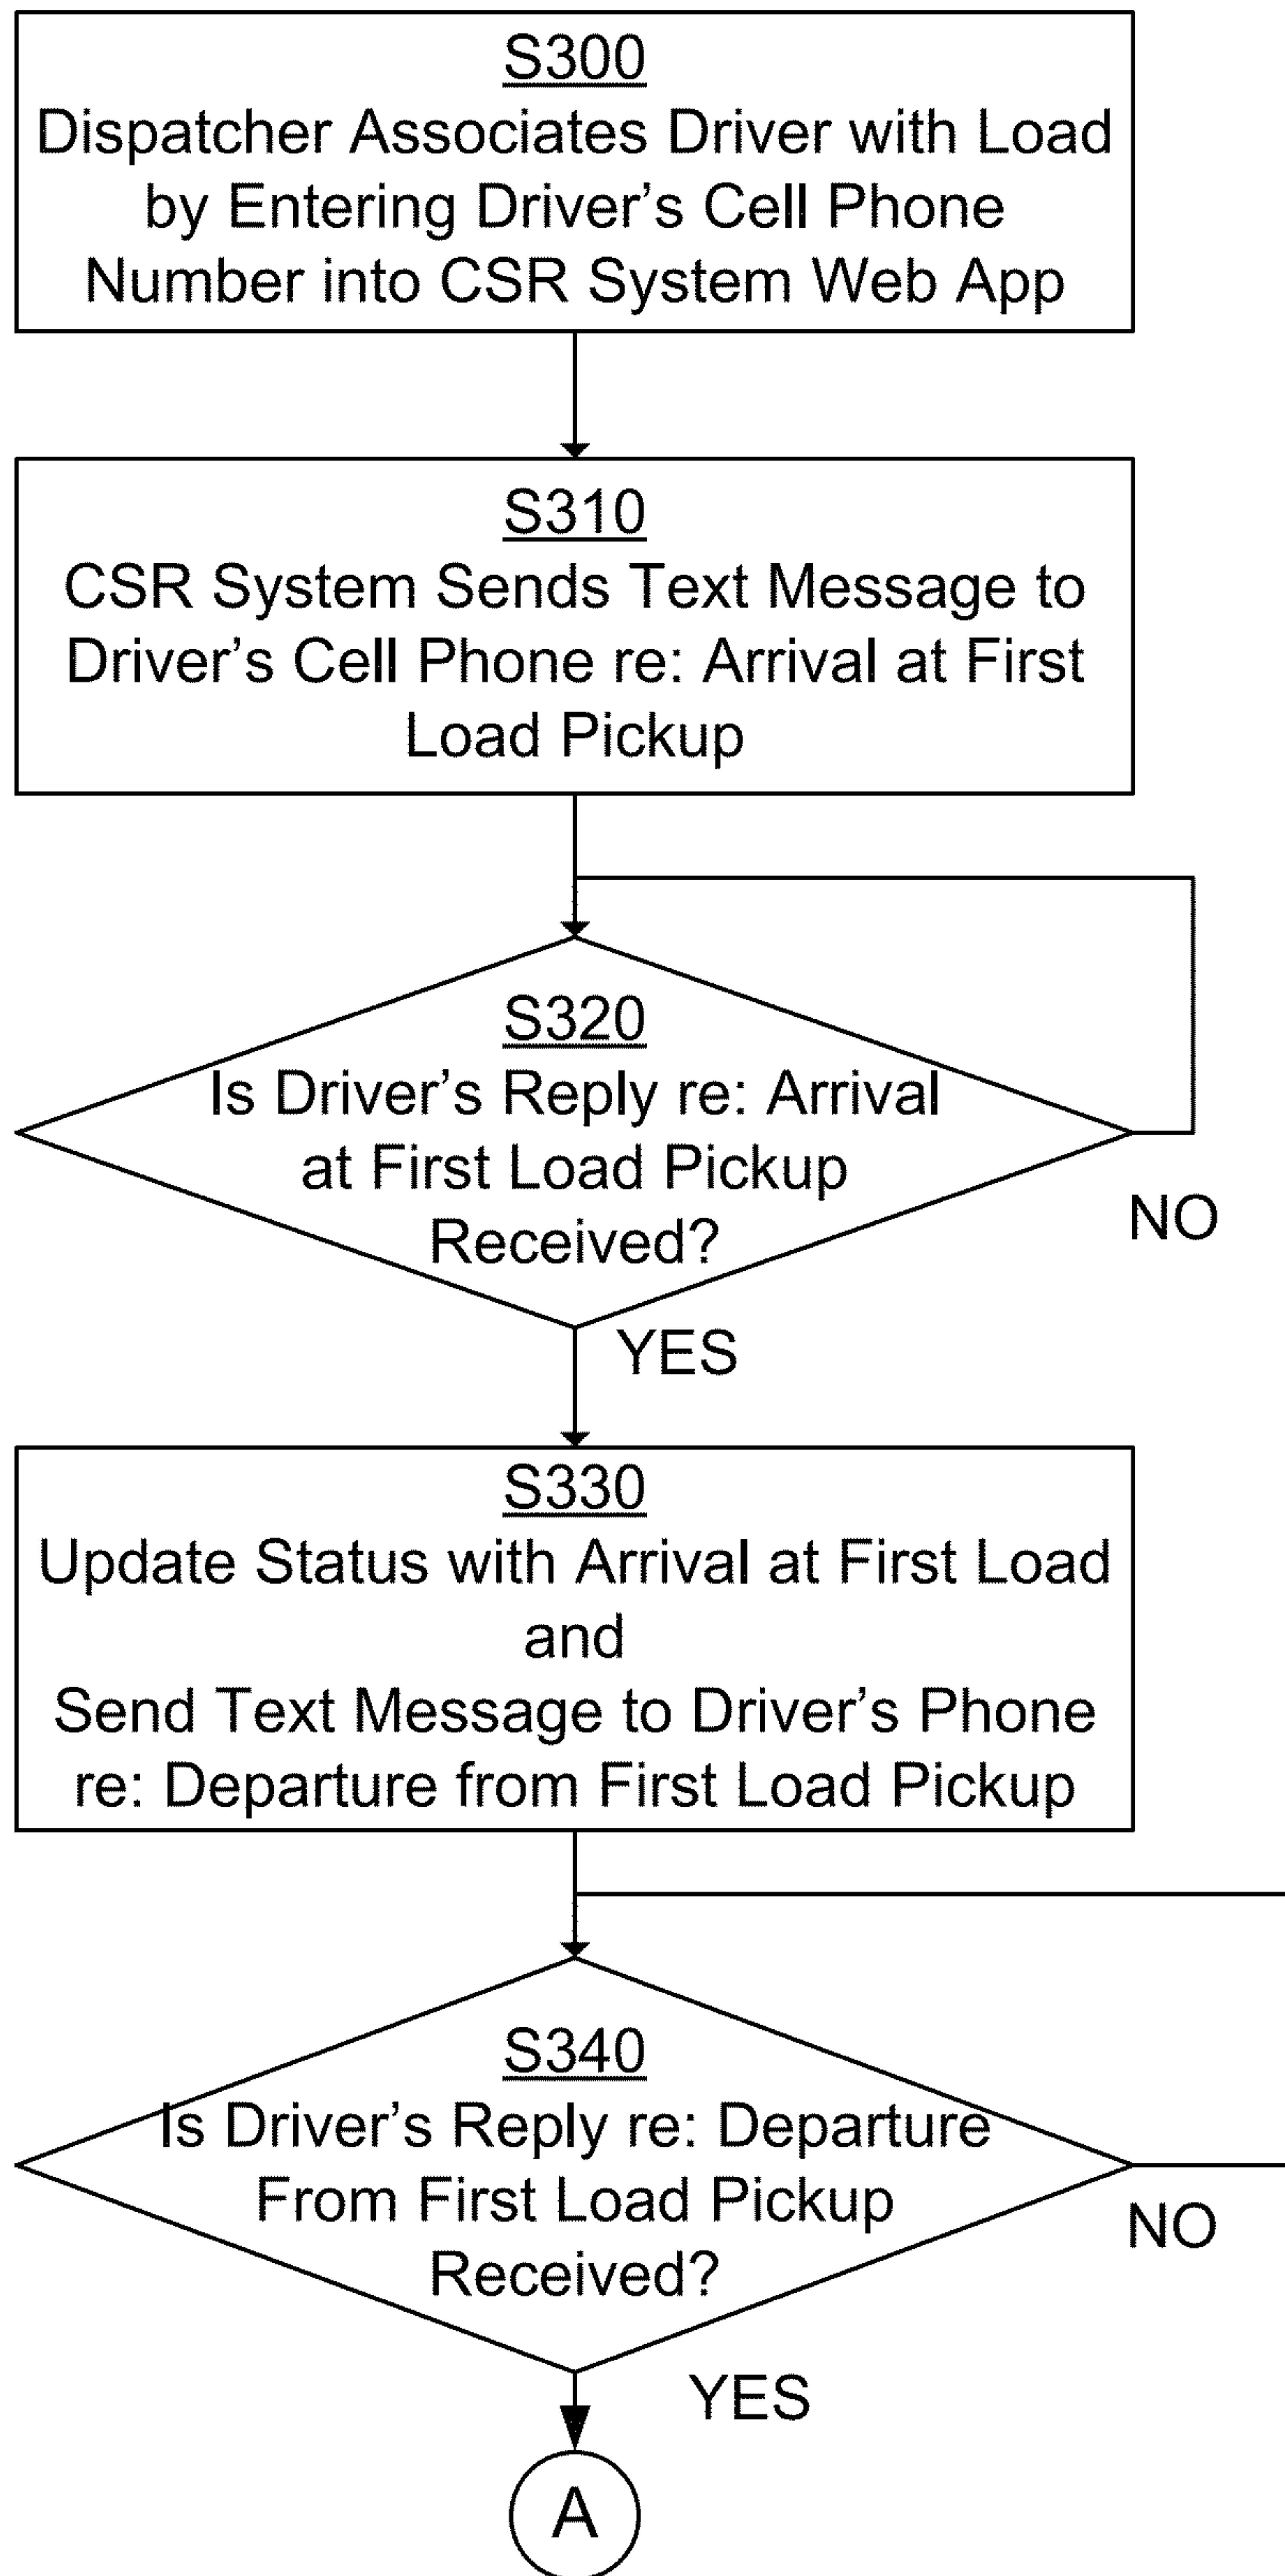 S300
Dispatcher Associates Driver with Load
by Entering Driver's Cell Phone
Number into CSR System Web App
S310
CSR System Sends Text Message to
Driver's Cell Phone re: Arrival at First
Load Pickup
S320
Is Driver's Reply re: Arrival
at First Load Pickup
Received?
NO
YES
S330
Update Status with Arrival at First Load
and
Send Text Message to Driver's Phone
re: Departure from First Load Pickup
S340
Is Driver's Reply re: Departure
From First Load Pickup
Received?
NO
YES
A